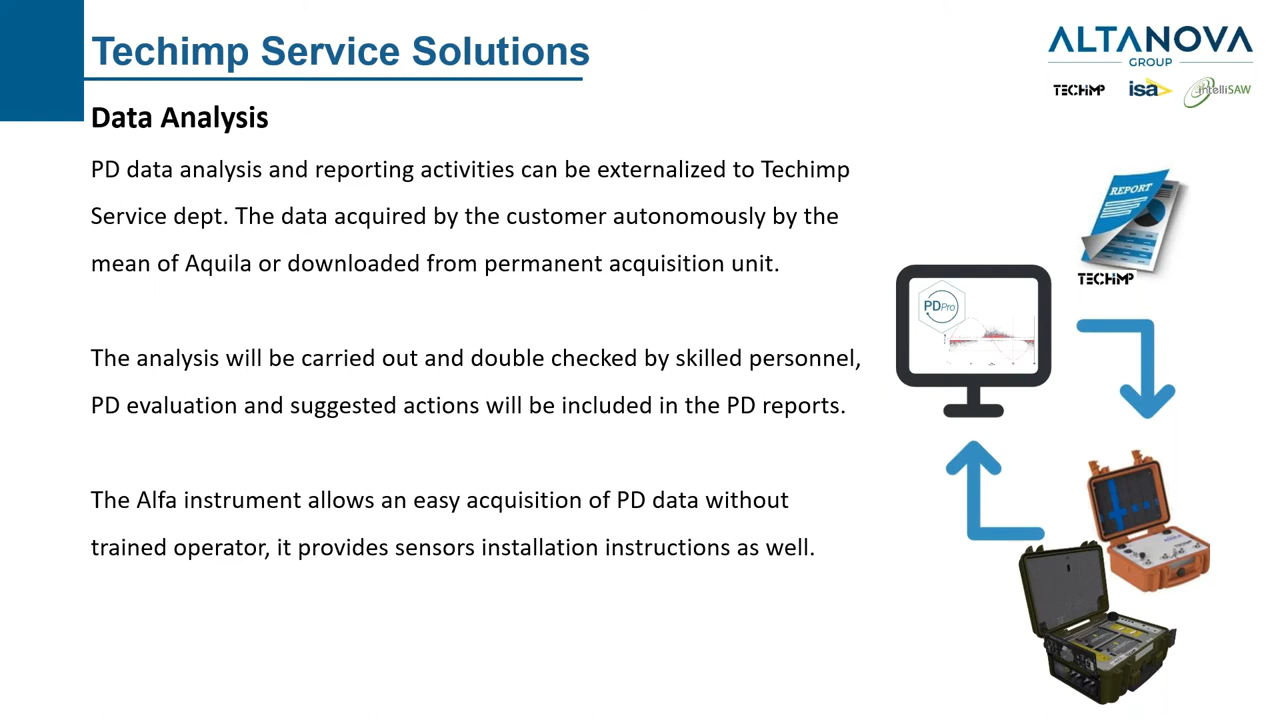 Techimp Service Solutions
ALTANOVA
GROUP
TECHIMP
isa
intelliSAW
Data Analysis
PD data analysis and reporting activities can be externalized to Techimp
Service dept. The data acquired by the customer autonomously by the
mean of Aquila or downloaded from permanent acquisition unit.
The analysis will be carried out and double checked by skilled personnel,
PD evaluation and suggested actions will be included in the PD reports.
The Alfa instrument allows an easy acquisition of PD data without
trained operator, it provides sensors installation instructions as well.
REPORT
TECHIMP
PDPro